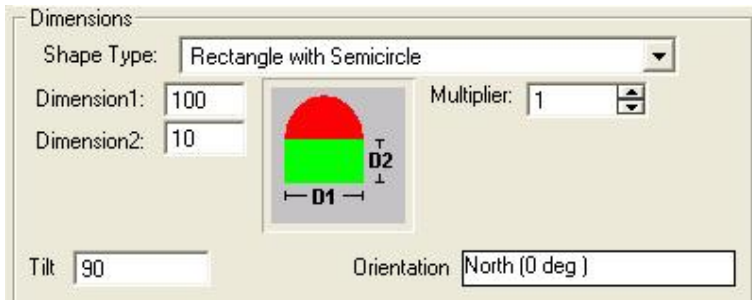 Dimensions
Shape Type: Rectangle with Semicircle
Dimension1: 100 Multiplier: 1
Dimension2: 10
D2
D1
Tilt 90 Orientation North (0 deg )